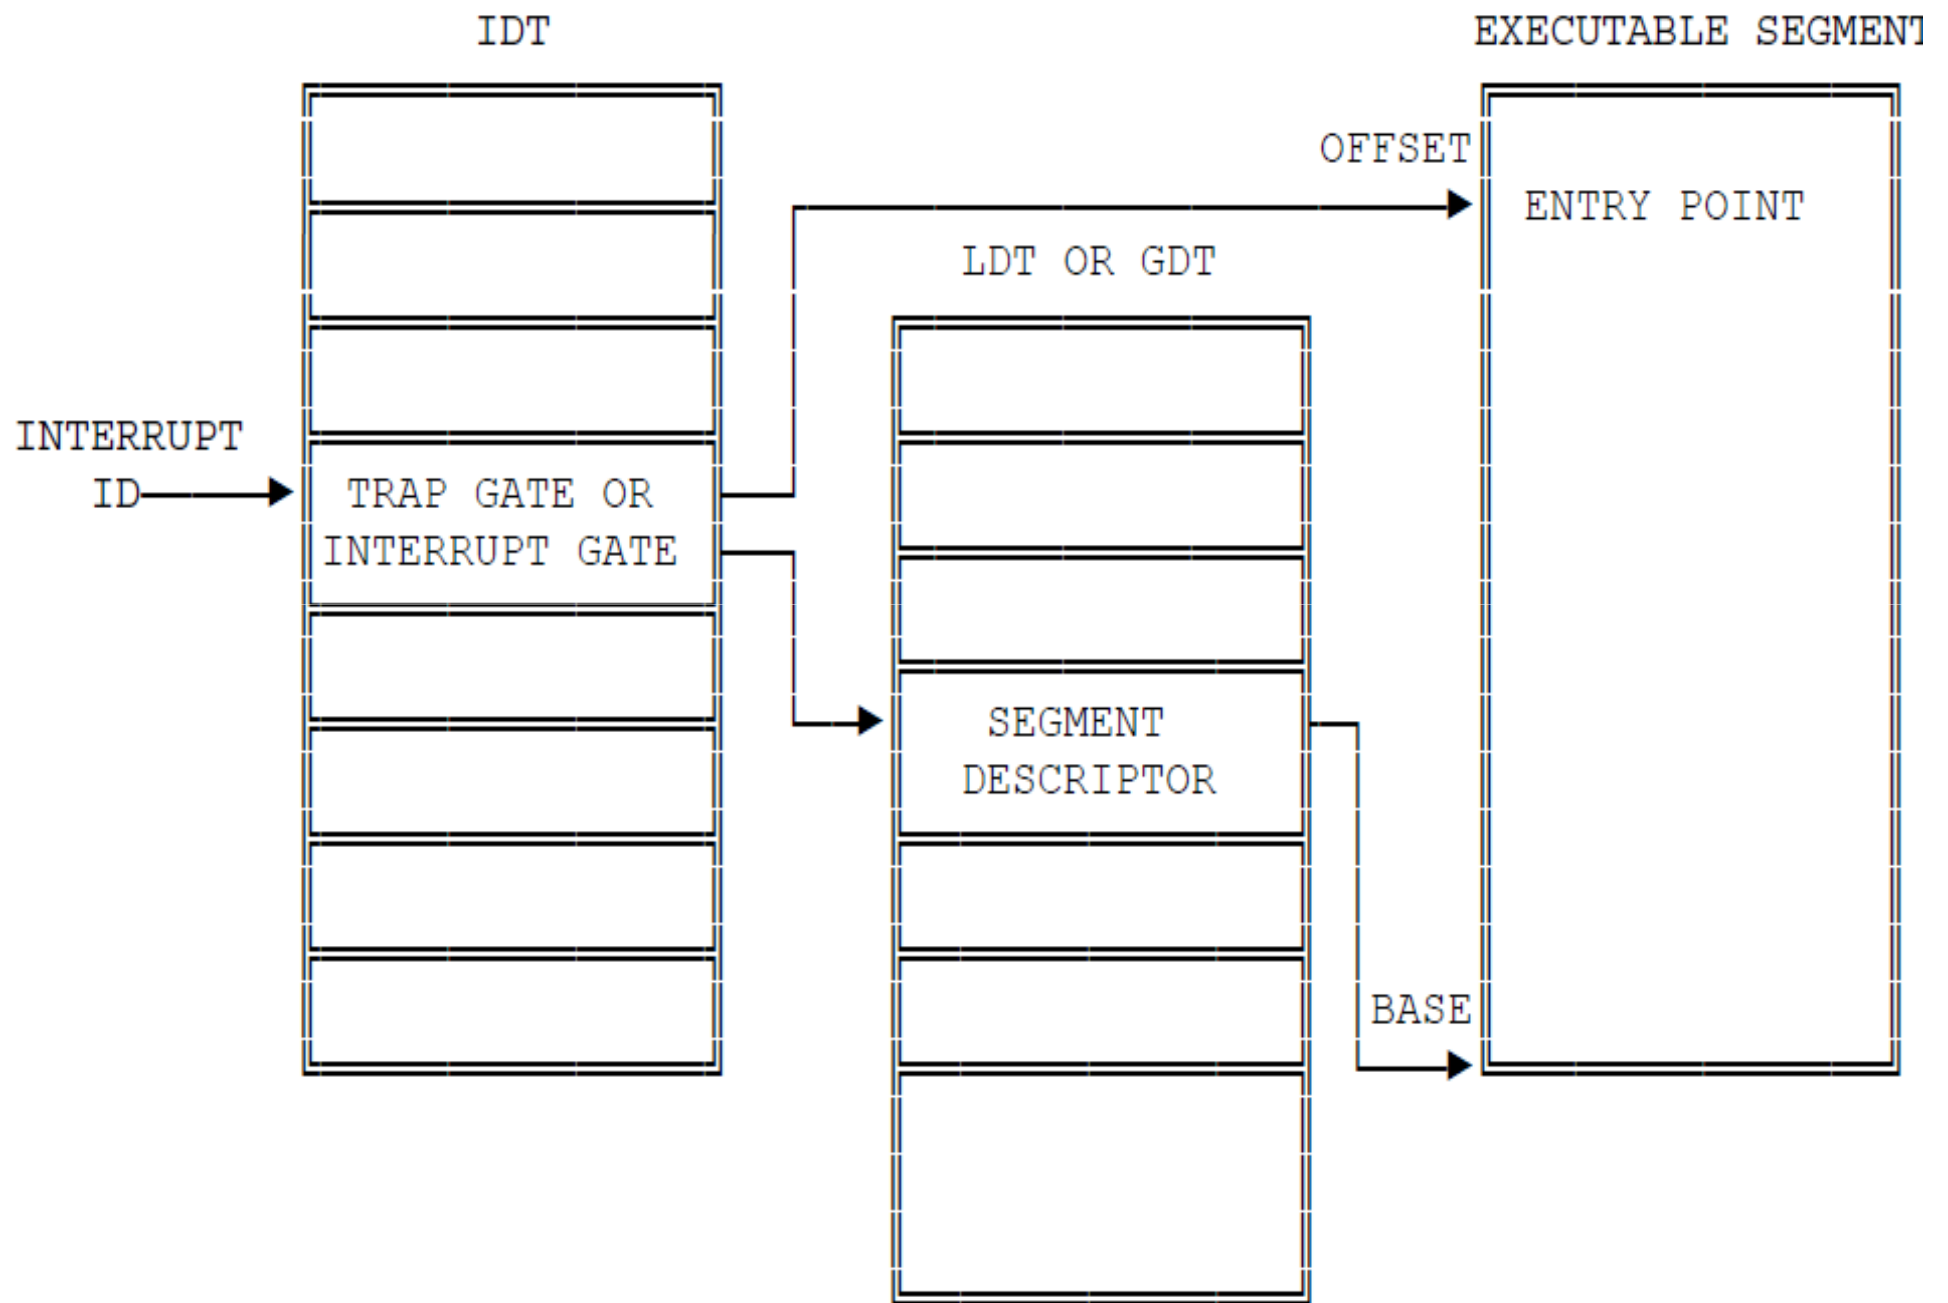 IDT
EXECUTABLE SEGMENT
OFFSET
ENTRY POINT
LDT OR GDT
INTERRUPT
ID
TRAP GATE OR
INTERRUPT GATE
SEGMENT
DESCRIPTOR
BASE